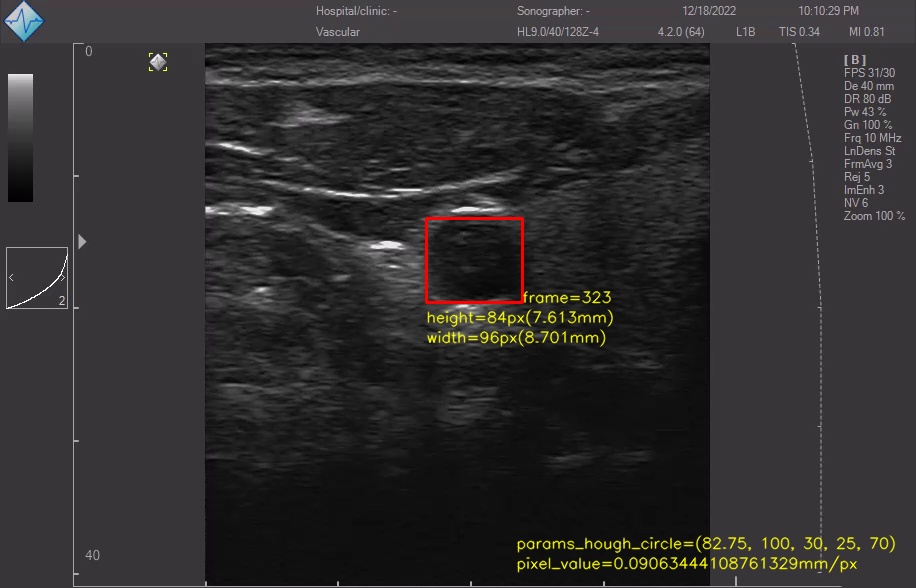 Hospital/clinic: - Sonographer: - 12/18/2022 10:10:29 PM
Vascular HL9.0/40/128Z-4 4.2.0 (64) L1B TIS 0.34 MI 0.81
0
[ B ]
FPS 31/30
De 40 mm
DR 80 dB
Pw 43 %
Gn 100 %
Frq 10 MHz
LnDens St
FrmAvg 3
Rej 5
ImEnh 3
NV 6
Zoom 100 %
2
frame=323
height=84px(7.613mm)
width=96px(8.701mm)
params_hough_circle=(82.75, 100, 30, 25, 70)
40
pixel_value=0.09063444108761329mm/px